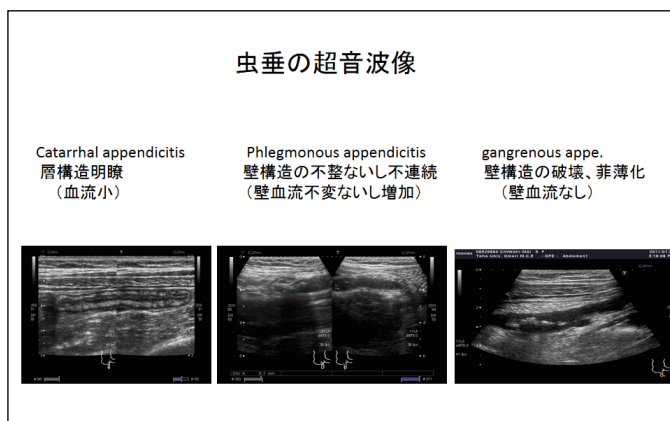 虫垂の超音波像
Catarrhal appendicitis
層構造明瞭
（血流小）
Phlegmonous appendicitis
壁構造の不整ないし不連続
（壁血流不変ないし増加）
gangrenous appe.
壁構造の破壊、菲薄化
（壁血流なし）